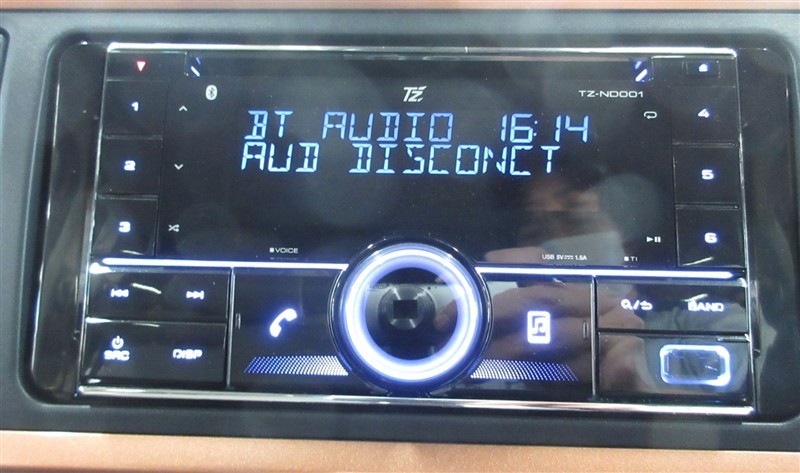 TZ
TZ-ND001
1
4
BT AUDIO 16:14
AUD DISCONCT
2
5
3
6
VOICE
USB 5V 1.5A
TI
BAND
SRC
DISP